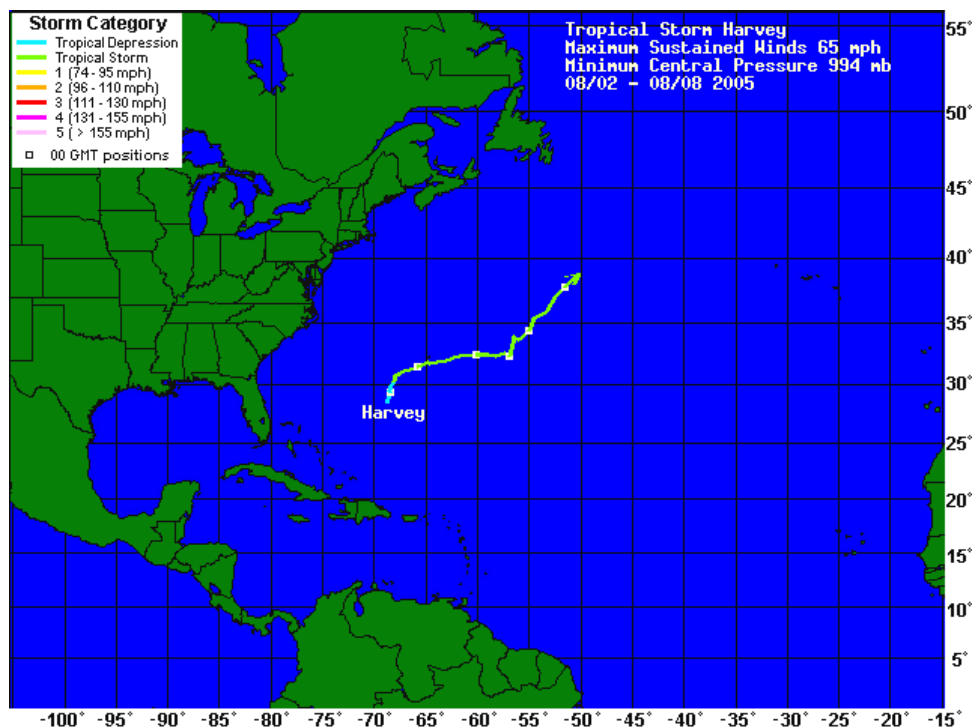 Storm Category
Tropical Depression
Tropical Storm
1 (74 - 95 mph)
2 (96 - 110 mph)
3 (111 - 130 mph)
4 (131 - 155 mph)
5 ( > 155 mph)
00 GMT positions
Tropical Storm Harvey
Maximum Sustained Winds 65 mph
Minimum Central Pressure 994 mb
08/02 - 08/08 2005
55°
50°
45°
40°
35°
30°
Harvey
25°
20°
15°
10°
5°
-100° -95° -90° -85° -80° -75° -70° -65° -60° -55° -50° -45° -40° -35° -30° -25° -20° -15°